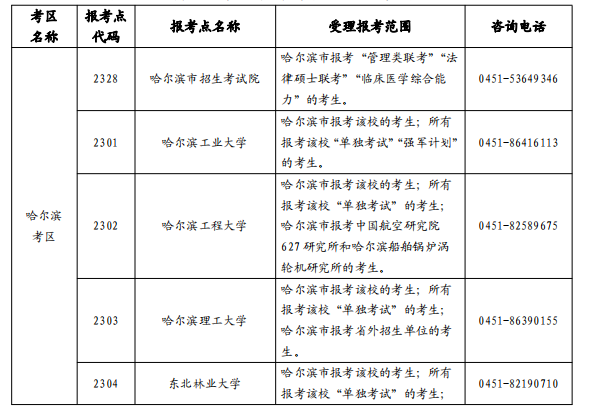 考区名称 报考点代码 报考点名称 受理报考范围 咨询电话
哈尔滨考区
2328 哈尔滨市招生考试院
哈尔滨市报考“管理类联考”“法
律硕士联考”“临床医学综合能
力”的考生。
0451-53649346
2301 哈尔滨工业大学
哈尔滨市报考该校的考生；所有
报考该校“单独考试”“强军计划”
的考生。
0451-86416113
2302 哈尔滨工程大学
哈尔滨市报考该校的考生；所有
报考该校“单独考试”的考生；
哈尔滨市报考中国航空研究院
627研究所和哈尔滨船舶锅炉涡
轮机研究所的考生。
0451-82589675
2303 哈尔滨理工大学
哈尔滨市报考该校的考生；所有
报考该校“单独考试”的考生；
哈尔滨市报考省外招生单位的考
生。
0451-86390155
2304 东北林业大学
哈尔滨市报考该校的考生；所有
报考该校“单独考试”的考生；
0451-82190710